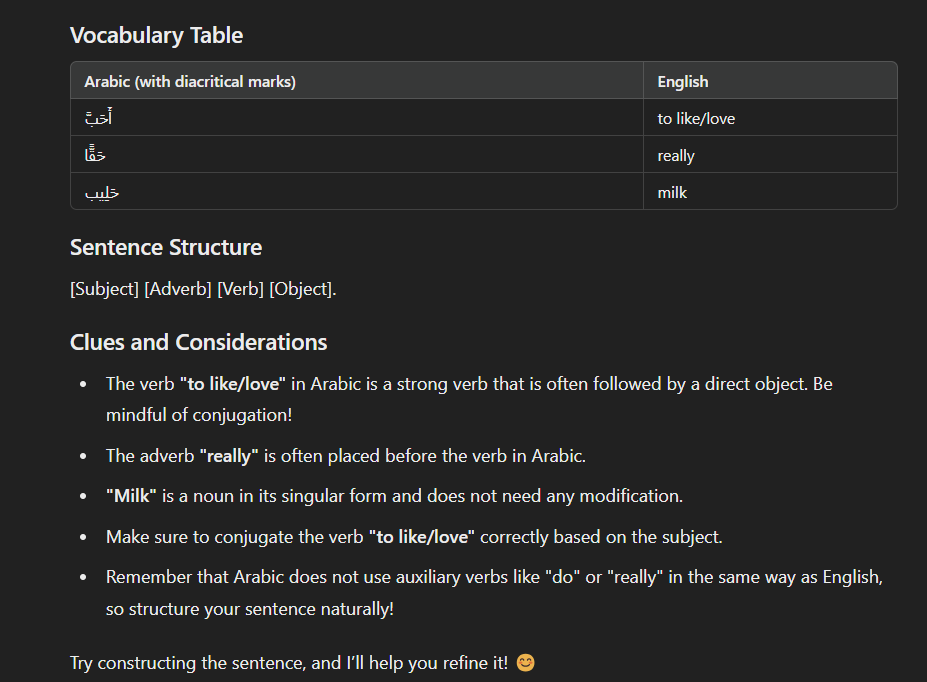 Vocabulary Table
Arabic (with diacritical marks) English
أَحَبَّ to like/love
حَقًّا really
حَلِيب milk
Sentence Structure
[Subject] [Adverb] [Verb] [Object].
Clues and Considerations
• The verb "to like/love" in Arabic is a strong verb that is often followed by a direct object. Be
mindful of conjugation!
• The adverb "really" is often placed before the verb in Arabic.
• "Milk" is a noun in its singular form and does not need any modification.
• Make sure to conjugate the verb "to like/love" correctly based on the subject.
• Remember that Arabic does not use auxiliary verbs like "do" or "really" in the same way as English,
so structure your sentence naturally!
Try constructing the sentence, and I’ll help you refine it! 😊